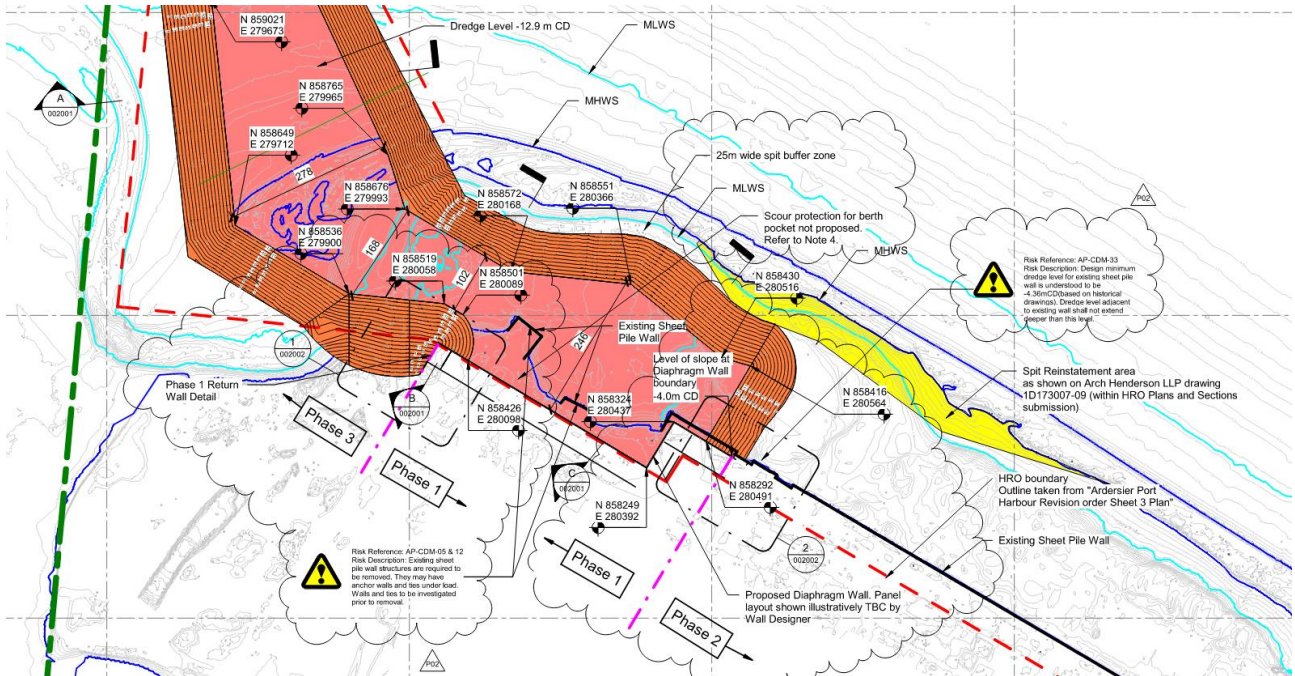 N 859021
E 279673
Dredge Level -12.9 m CD
MLWS
A
002001
N 858765
E 279965
MHWS
N 858649
E 279712
278
N 858676
E 279993
N 858572
E 280168
N 858551
E 280366
25m wide spit buffer zone
MLWS
Scour protection for berth
pocket not proposed.
Refer to Note 4.
MHWS
P02
N 858536
E 279900
168
N 858519
E 280058
102
N 858501
E 280089
N 858430
E 280516
Risk Reference: AP-CDM-33
Risk Description: Design minimum
dredge level for existing sheet pile
wall is understood to be
-4.36mCD(based on historical
drawings). Dredge level adjacent
to existing wall shall not extend
deeper than this level.
1
002002
Existing Sheet
Pile Wall
246
Level of slope at
Diaphragm Wall
boundary
-4.0m CD
Phase 1 Return
Wall Detail
B
002001
Spit Reinstatement area
as shown on Arch Henderson LLP drawing
1D173007-09 (within HRO Plans and Sections
submission)
N 858416
E 280564
N 858426
E 280098
N 858324
E 280437
Phase 3
Phase 1
C
002001
N 858292
E 280491
N 858249
E 280392
HRO boundary
Outline taken from "Ardersier Port
Harbour Revision order Sheet 3 Plan"
Existing Sheet Pile Wall
2
002002
Risk Reference: AP-CDM-05 & 12
Risk Description: Existing sheet
pile wall structures are required to
be removed. They may have
anchor walls and ties under load.
Walls and ties to be investigated
prior to removal.
Phase 1
Phase 2
Proposed Diaphragm Wall. Panel
layout shown illustratively TBC by
Wall Designer
P02